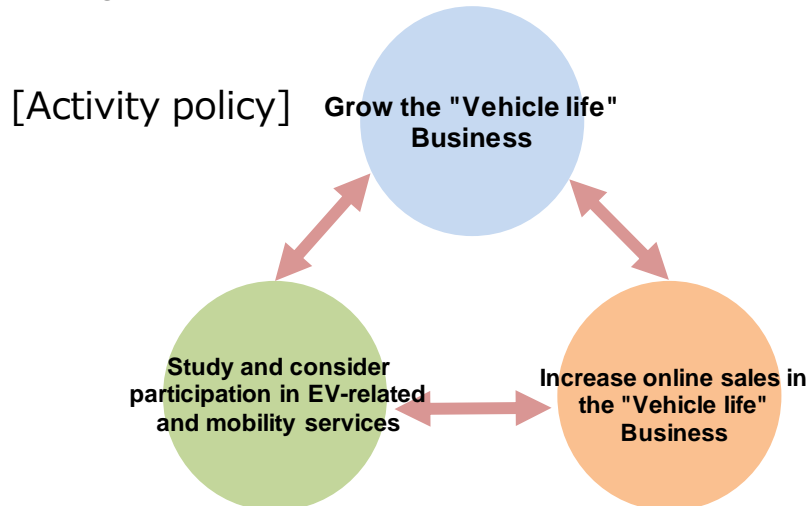 [Activity policy]
Grow the "Vehicle life"
Business
Study and consider
participation in EV-related
and mobility services
Increase online sales in
the "Vehicle life"
Business